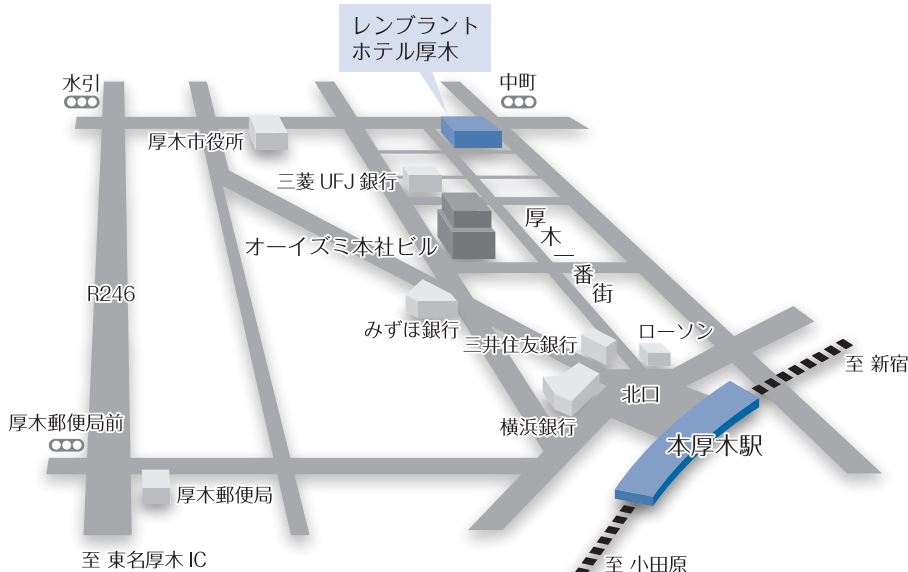 レンブラント
ホテル厚木
水引
中町
厚木市役所
三菱 UFJ 銀行
厚木一番街
オーイズミ本社ビル
R246
みずほ銀行
三井住友銀行
ローソン
至 新宿
北口
厚木郵便局前
横浜銀行
本厚木駅
厚木郵便局
至 東名厚木 IC
至 小田原